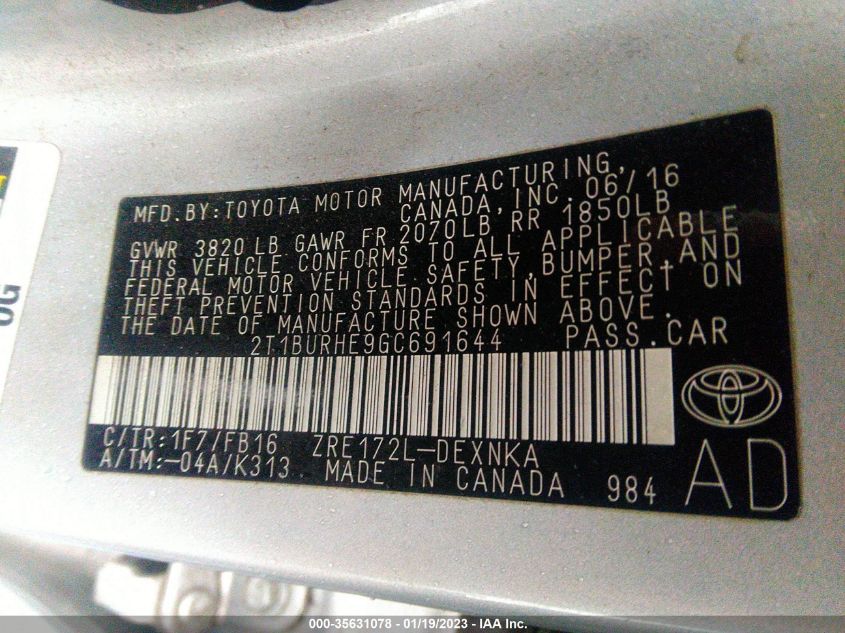 MFD.BY:TOYOTA MOTOR MANUFACTURING,
CANADA, INC. 06/16
GVWR 3820 LB GAWR FR 2070LB RR 1850LB
THIS VEHICLE CONFORMS TO ALL APPLICABLE
FEDERAL MOTOR VEHICLE SAFETY, BUMPER, AND
THEFT PREVENTION STANDARDS IN EFFECT ON
THE DATE OF MANUFACTURE SHOWN ABOVE.
2T1BURHE9GC691644 PASS.CAR
C/TR:1F7/FB16 ZRE172L-DEXNKA
A/TM:-04A/K313 MADE IN CANADA 984
AD
OG
000-35631078 - 01/19/2023 - IAA Inc.